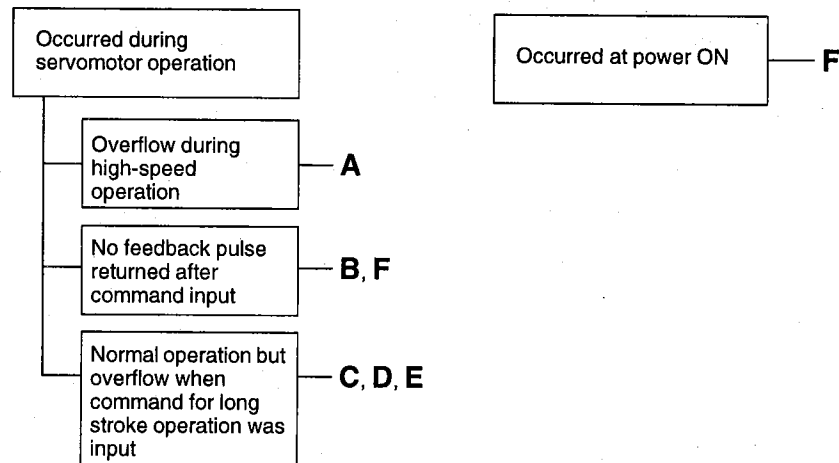 Occurred during
servomotor operation
Occurred at power ON
F
Overflow during
high-speed
operation
A
No feedback pulse
returned after
command input
B, F
Normal operation but
overflow when
command for long
stroke operation was
input
C, D, E